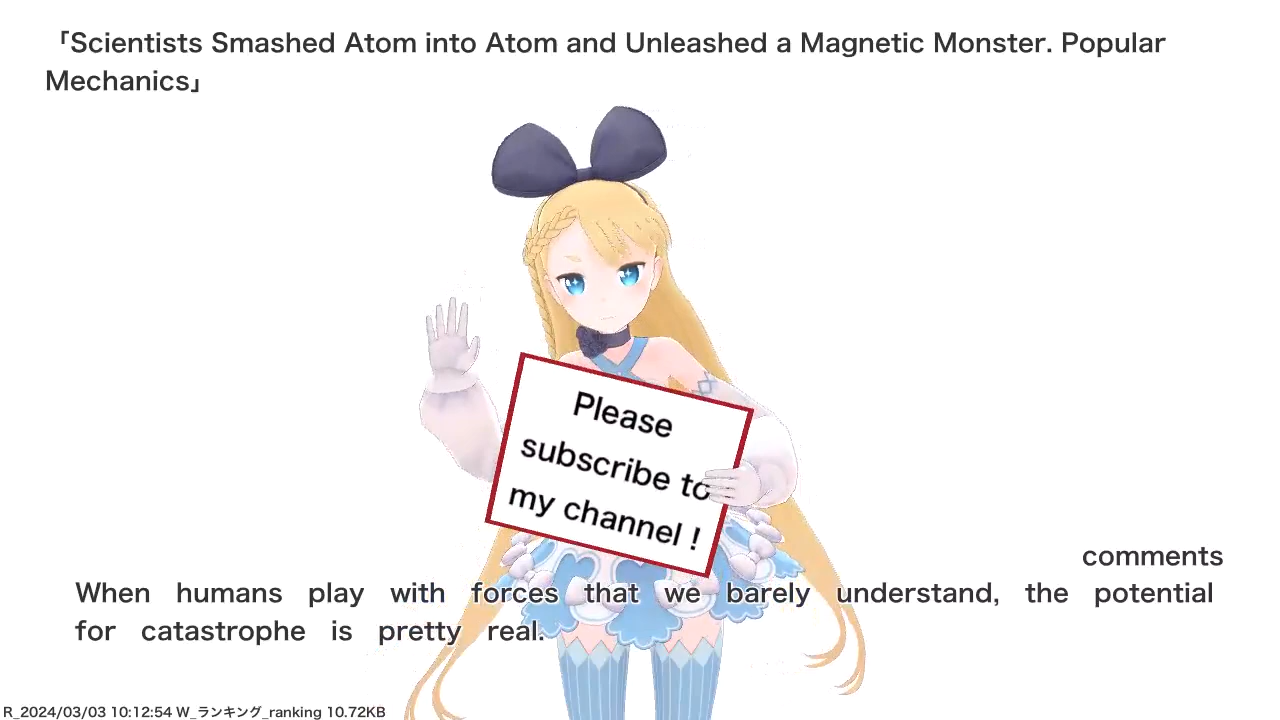 「Scientists Smashed Atom into Atom and Unleashed a Magnetic Monster. Popular
Mechanics」
Please
subscribe to
my channel !
comments
When humans play with forces that we barely understand, the potential
for catastrophe is pretty real.
R_2024/03/03 10:12:54 W_ランキング_ranking 10.72KB